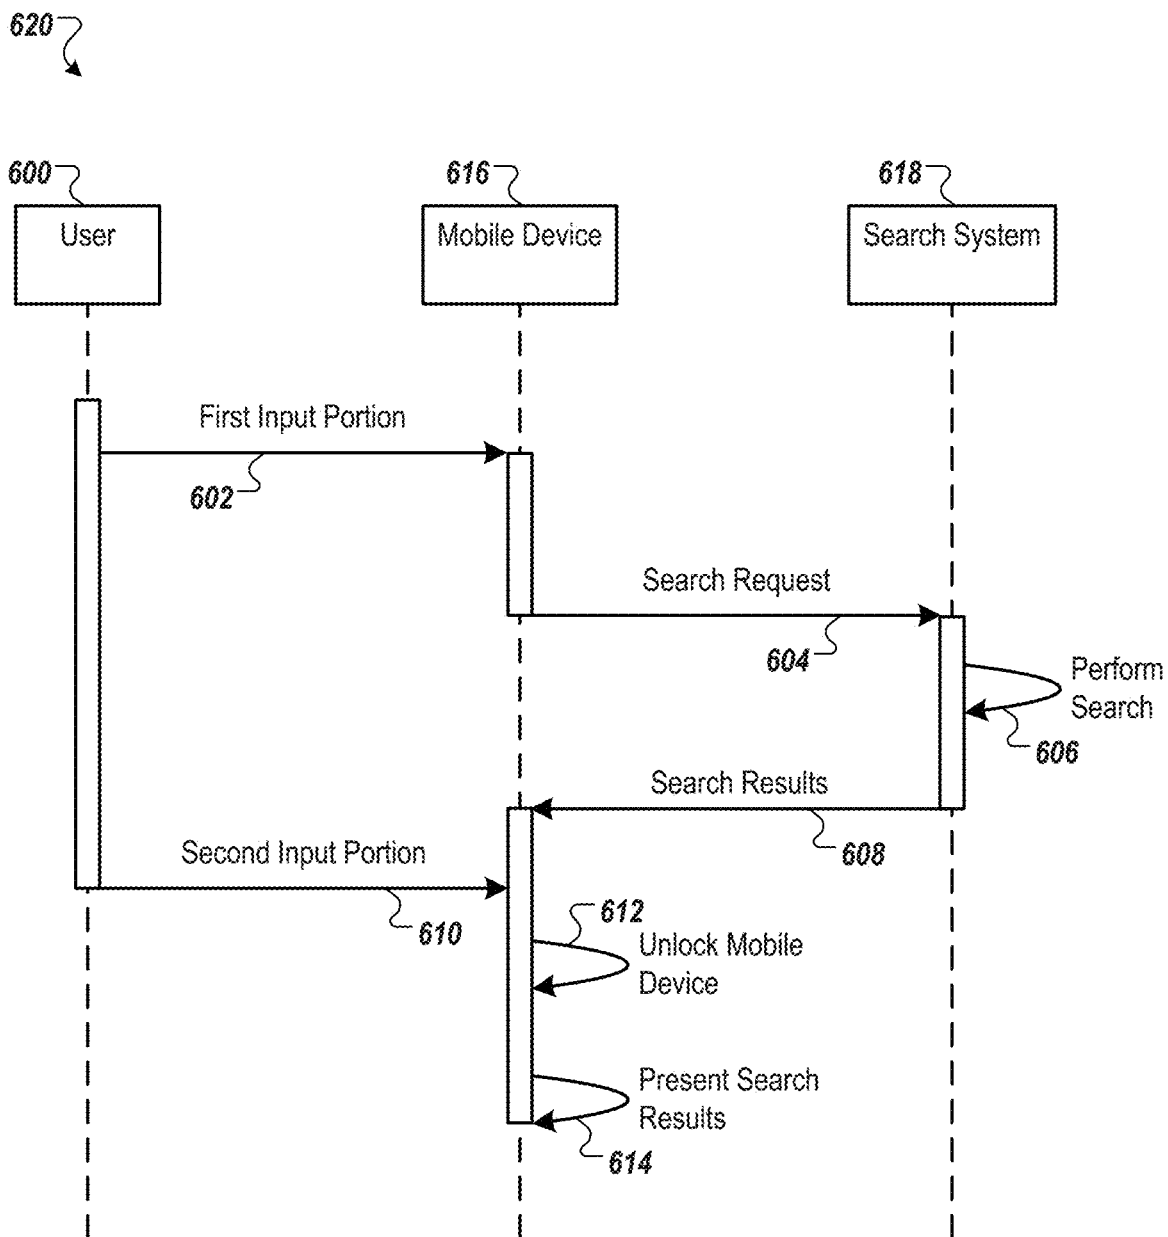 620
600
616
618
User
Mobile Device
Search System
First Input Portion
602
Search Request
604
Perform
Search
606
Search Results
608
Second Input Portion
610
612
Unlock Mobile
Device
Present Search
Results
614